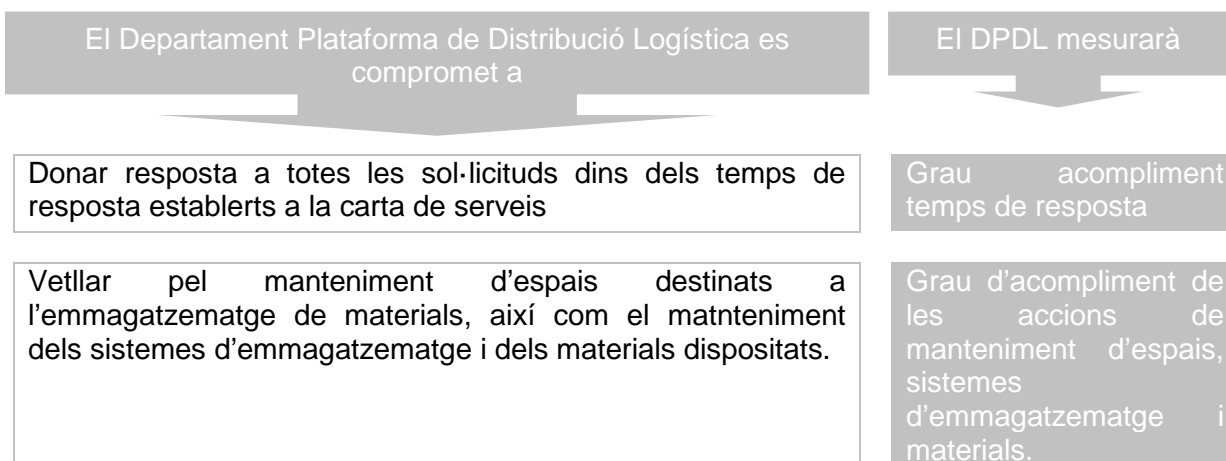 El Departament Plataforma de Distribució Logística es
compromet a
El DPDL mesurarà
Donar resposta a totes les sol·licituds dins dels temps de
resposta establerts a la carta de serveis
Grau acompliment
temps de resposta
Vetllar pel manteniment d'espais destinats a
l'emmagatzematge de materials, així com el matnteniment
dels sistemes d'emmagatzematge i dels materials dispositats.
Grau d'acompliment de
les accions de
manteniment d'espais,
sistemes
d'emmagatzematge i
materials.